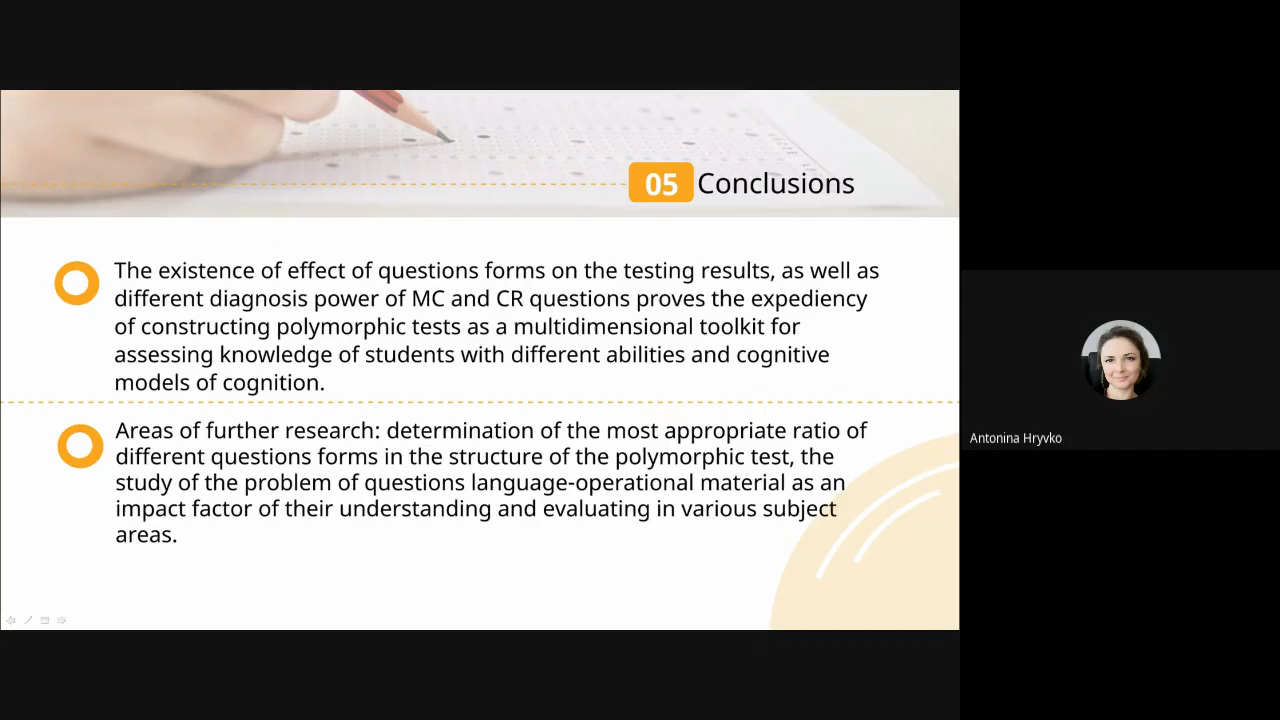 05 Conclusions
The existence of effect of questions forms on the testing results, as well as
different diagnosis power of MC and CR questions proves the expediency
of constructing polymorphic tests as a multidimensional toolkit for
assessing knowledge of students with different abilities and cognitive
models of cognition.
Areas of further research: determination of the most appropriate ratio of
different questions forms in the structure of the polymorphic test, the
study of the problem of questions language-operational material as an
impact factor of their understanding and evaluating in various subject
areas.
Antonina Hryvko